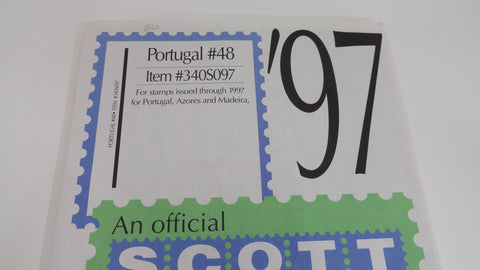 Portugal #48
Item #340S097
For stamps issued through 1997
for Portugal, Azores and Madeira,
'97
An official
SCOTT